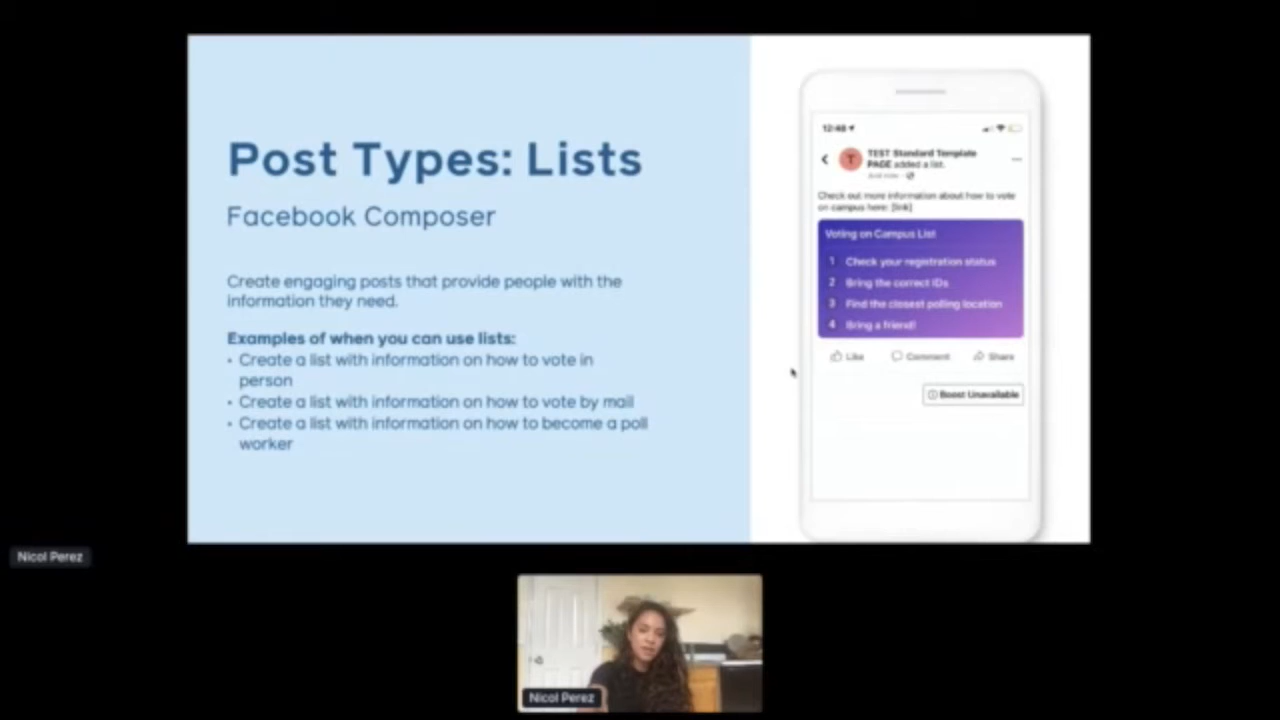 Post Types: Lists
Facebook Composer
Create engaging posts that provide people with the
information they need.
Examples of when you can use lists:
• Create a list with information on how to vote in
person
• Create a list with information on how to vote by mail
• Create a list with information on how to become a poll
worker
12:48
TEST Standard Template
PAGE added a list.
Just now
Check out more information about how to vote
on campus here: [link]
Voting on Campus List
1 Check your registration status
2 Bring the correct IDs
3 Find the closest polling location
4 Bring a friend!
Like Comment Share
Boost Unavailable
Nicol Perez
Nicol Perez